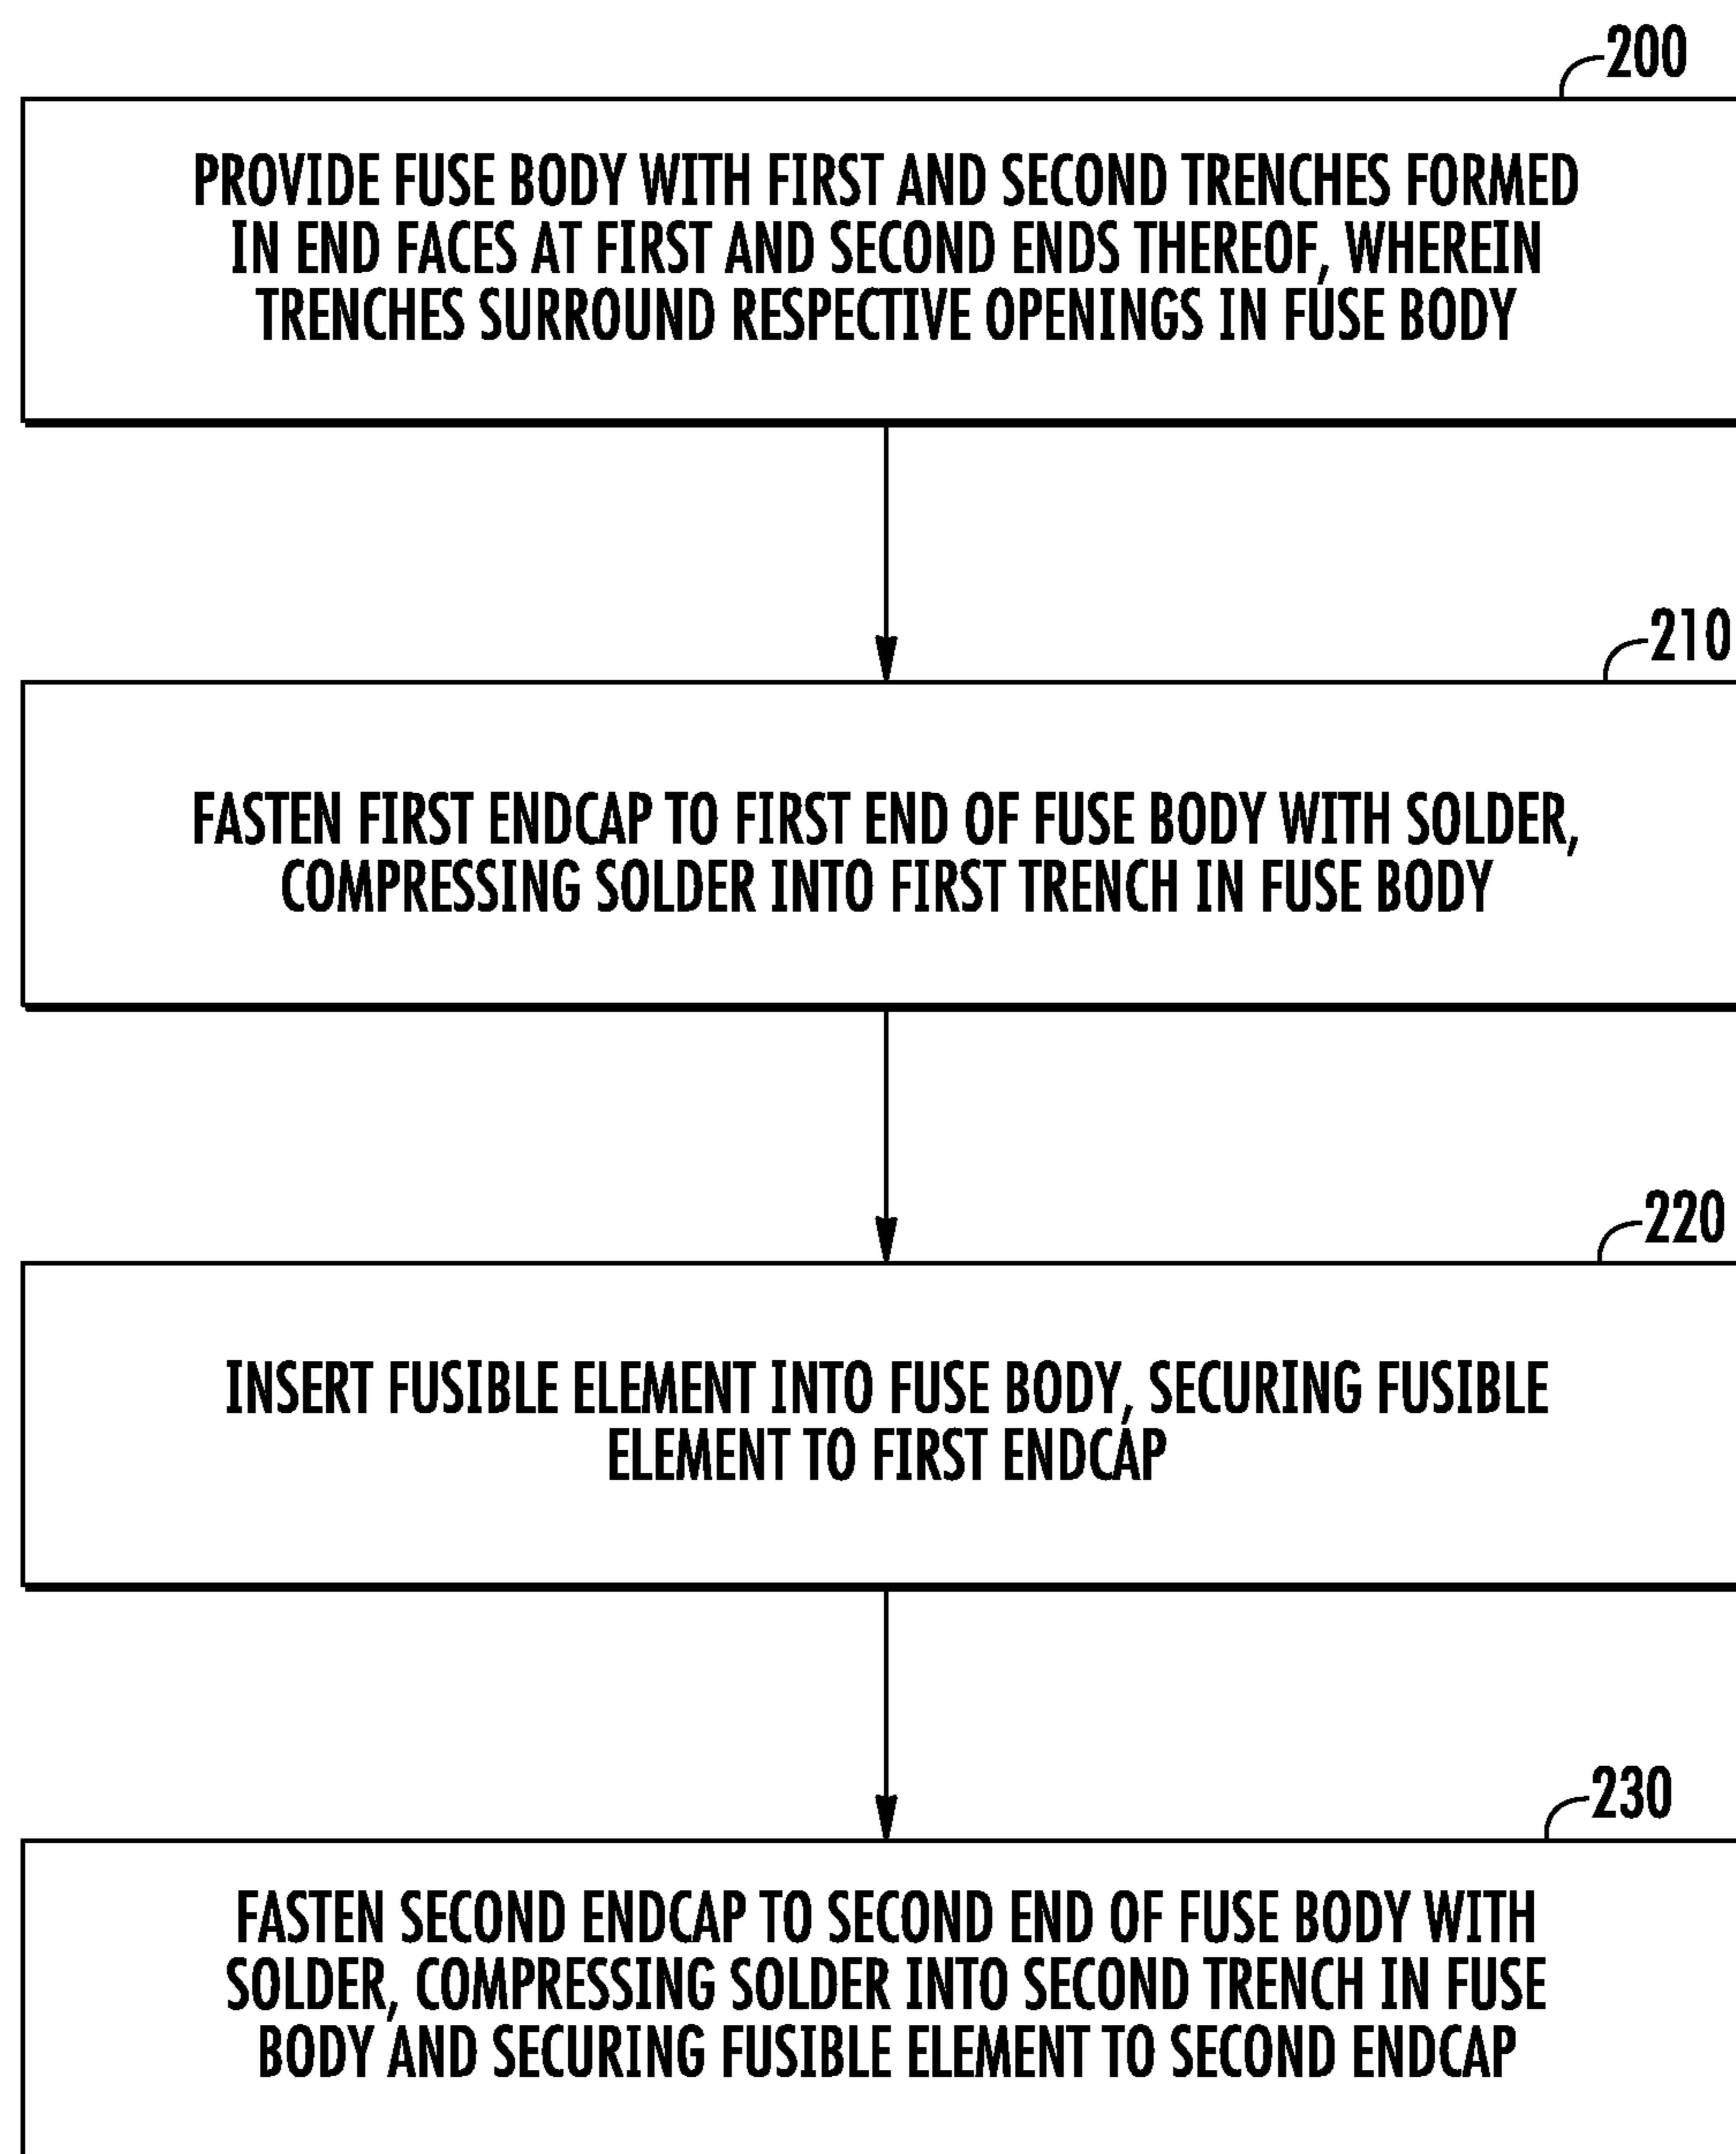 200
PROVIDE FUSE BODY WITH FIRST AND SECOND TRENCHES FORMED
IN END FACES AT FIRST AND SECOND ENDS THEREOF, WHEREIN
TRENCHES SURROUND RESPECTIVE OPENINGS IN FUSE BODY
210
FASTEN FIRST ENDCAP TO FIRST END OF FUSE BODY WITH SOLDER,
COMPRESSING SOLDER INTO FIRST TRENCH IN FUSE BODY
220
INSERT FUSIBLE ELEMENT INTO FUSE BODY, SECURING FUSIBLE
ELEMENT TO FIRST ENDCAP
230
FASTEN SECOND ENDCAP TO SECOND END OF FUSE BODY WITH
SOLDER, COMPRESSING SOLDER INTO SECOND TRENCH IN FUSE
BODY AND SECURING FUSIBLE ELEMENT TO SECOND ENDCAP